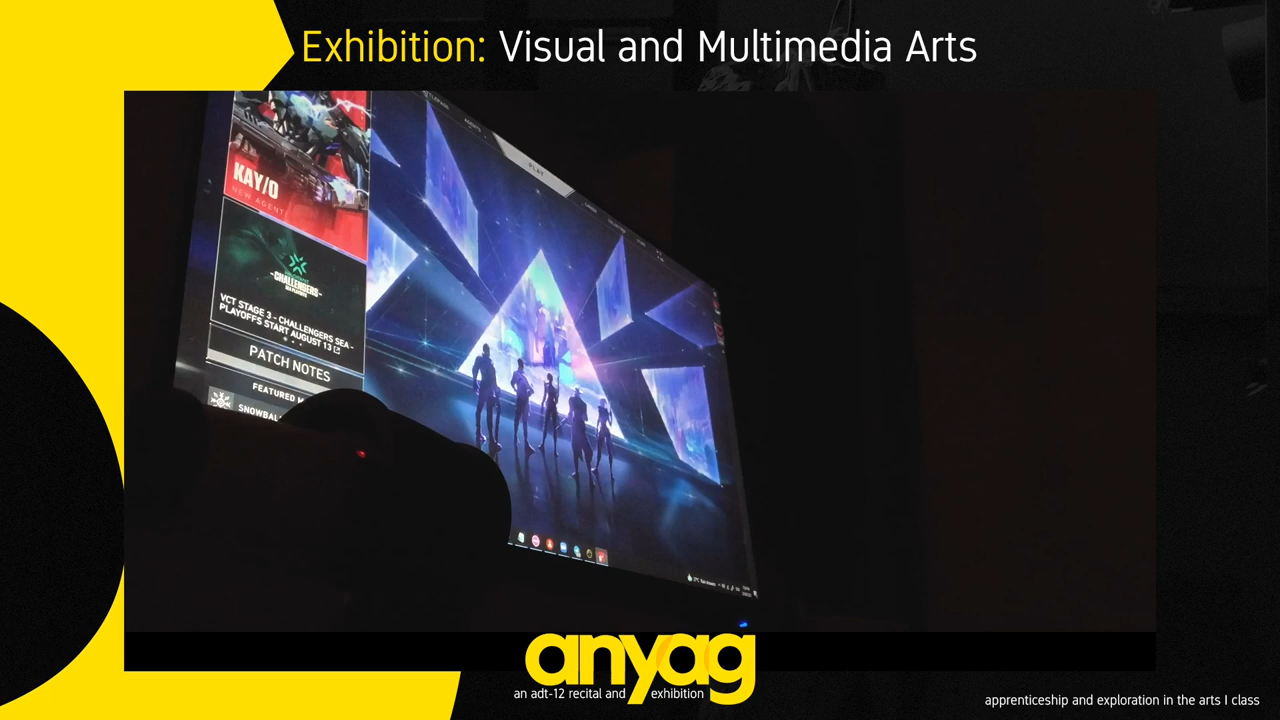 Exhibition: Visual and Multimedia Arts
PLAY
KAY/O
NEW AGENT
CHALLENGERS
VCT STAGE 3 - CHALLENGERS SEA -
PLAYOFFS START AUGUST 13
PATCH NOTES
FEATURED
anyag
an adt-12 recital and exhibition
apprenticeship and exploration in the arts I class